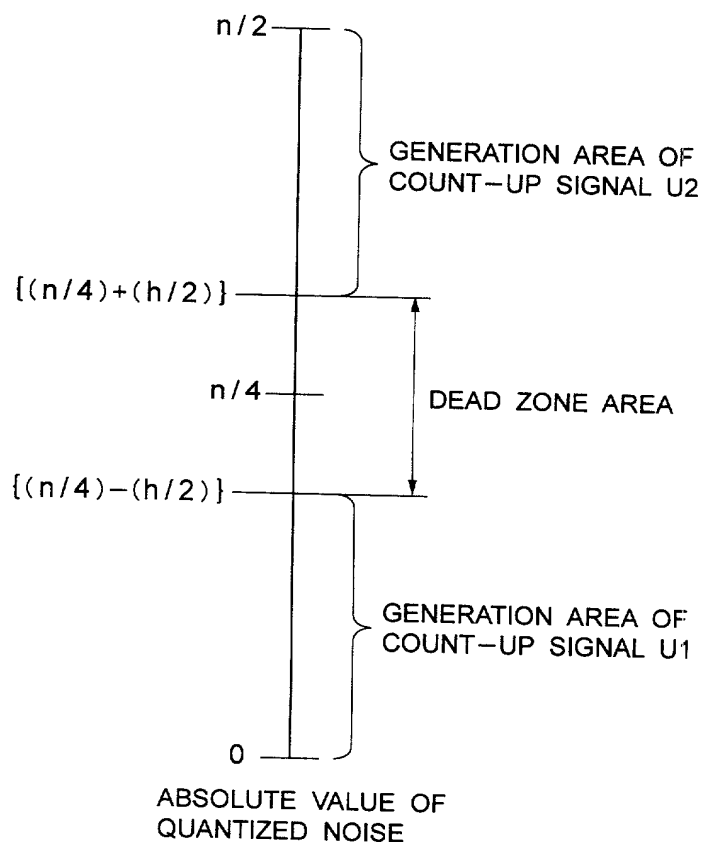 n/2
GENERATION AREA OF
COUNT-UP SIGNAL U2
{(n/4)+(h/2)}
n/4
DEAD ZONE AREA
{(n/4)-(h/2)}
GENERATION AREA OF
COUNT-UP SIGNAL U1
0
ABSOLUTE VALUE OF
QUANTIZED NOISE